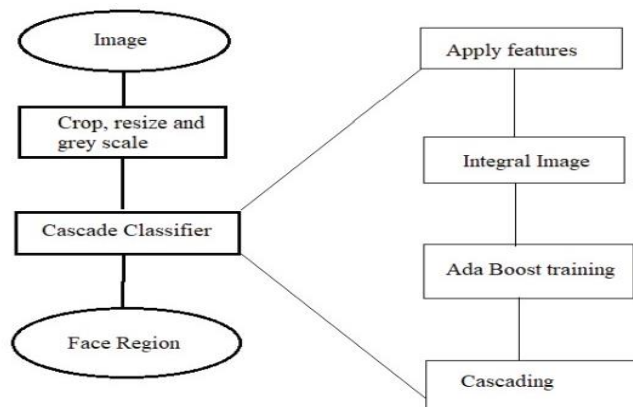 Image
Crop, resize and
grey scale
Cascade Classifier
Face Region
Apply features
Integral Image
Ada Boost training
Cascading